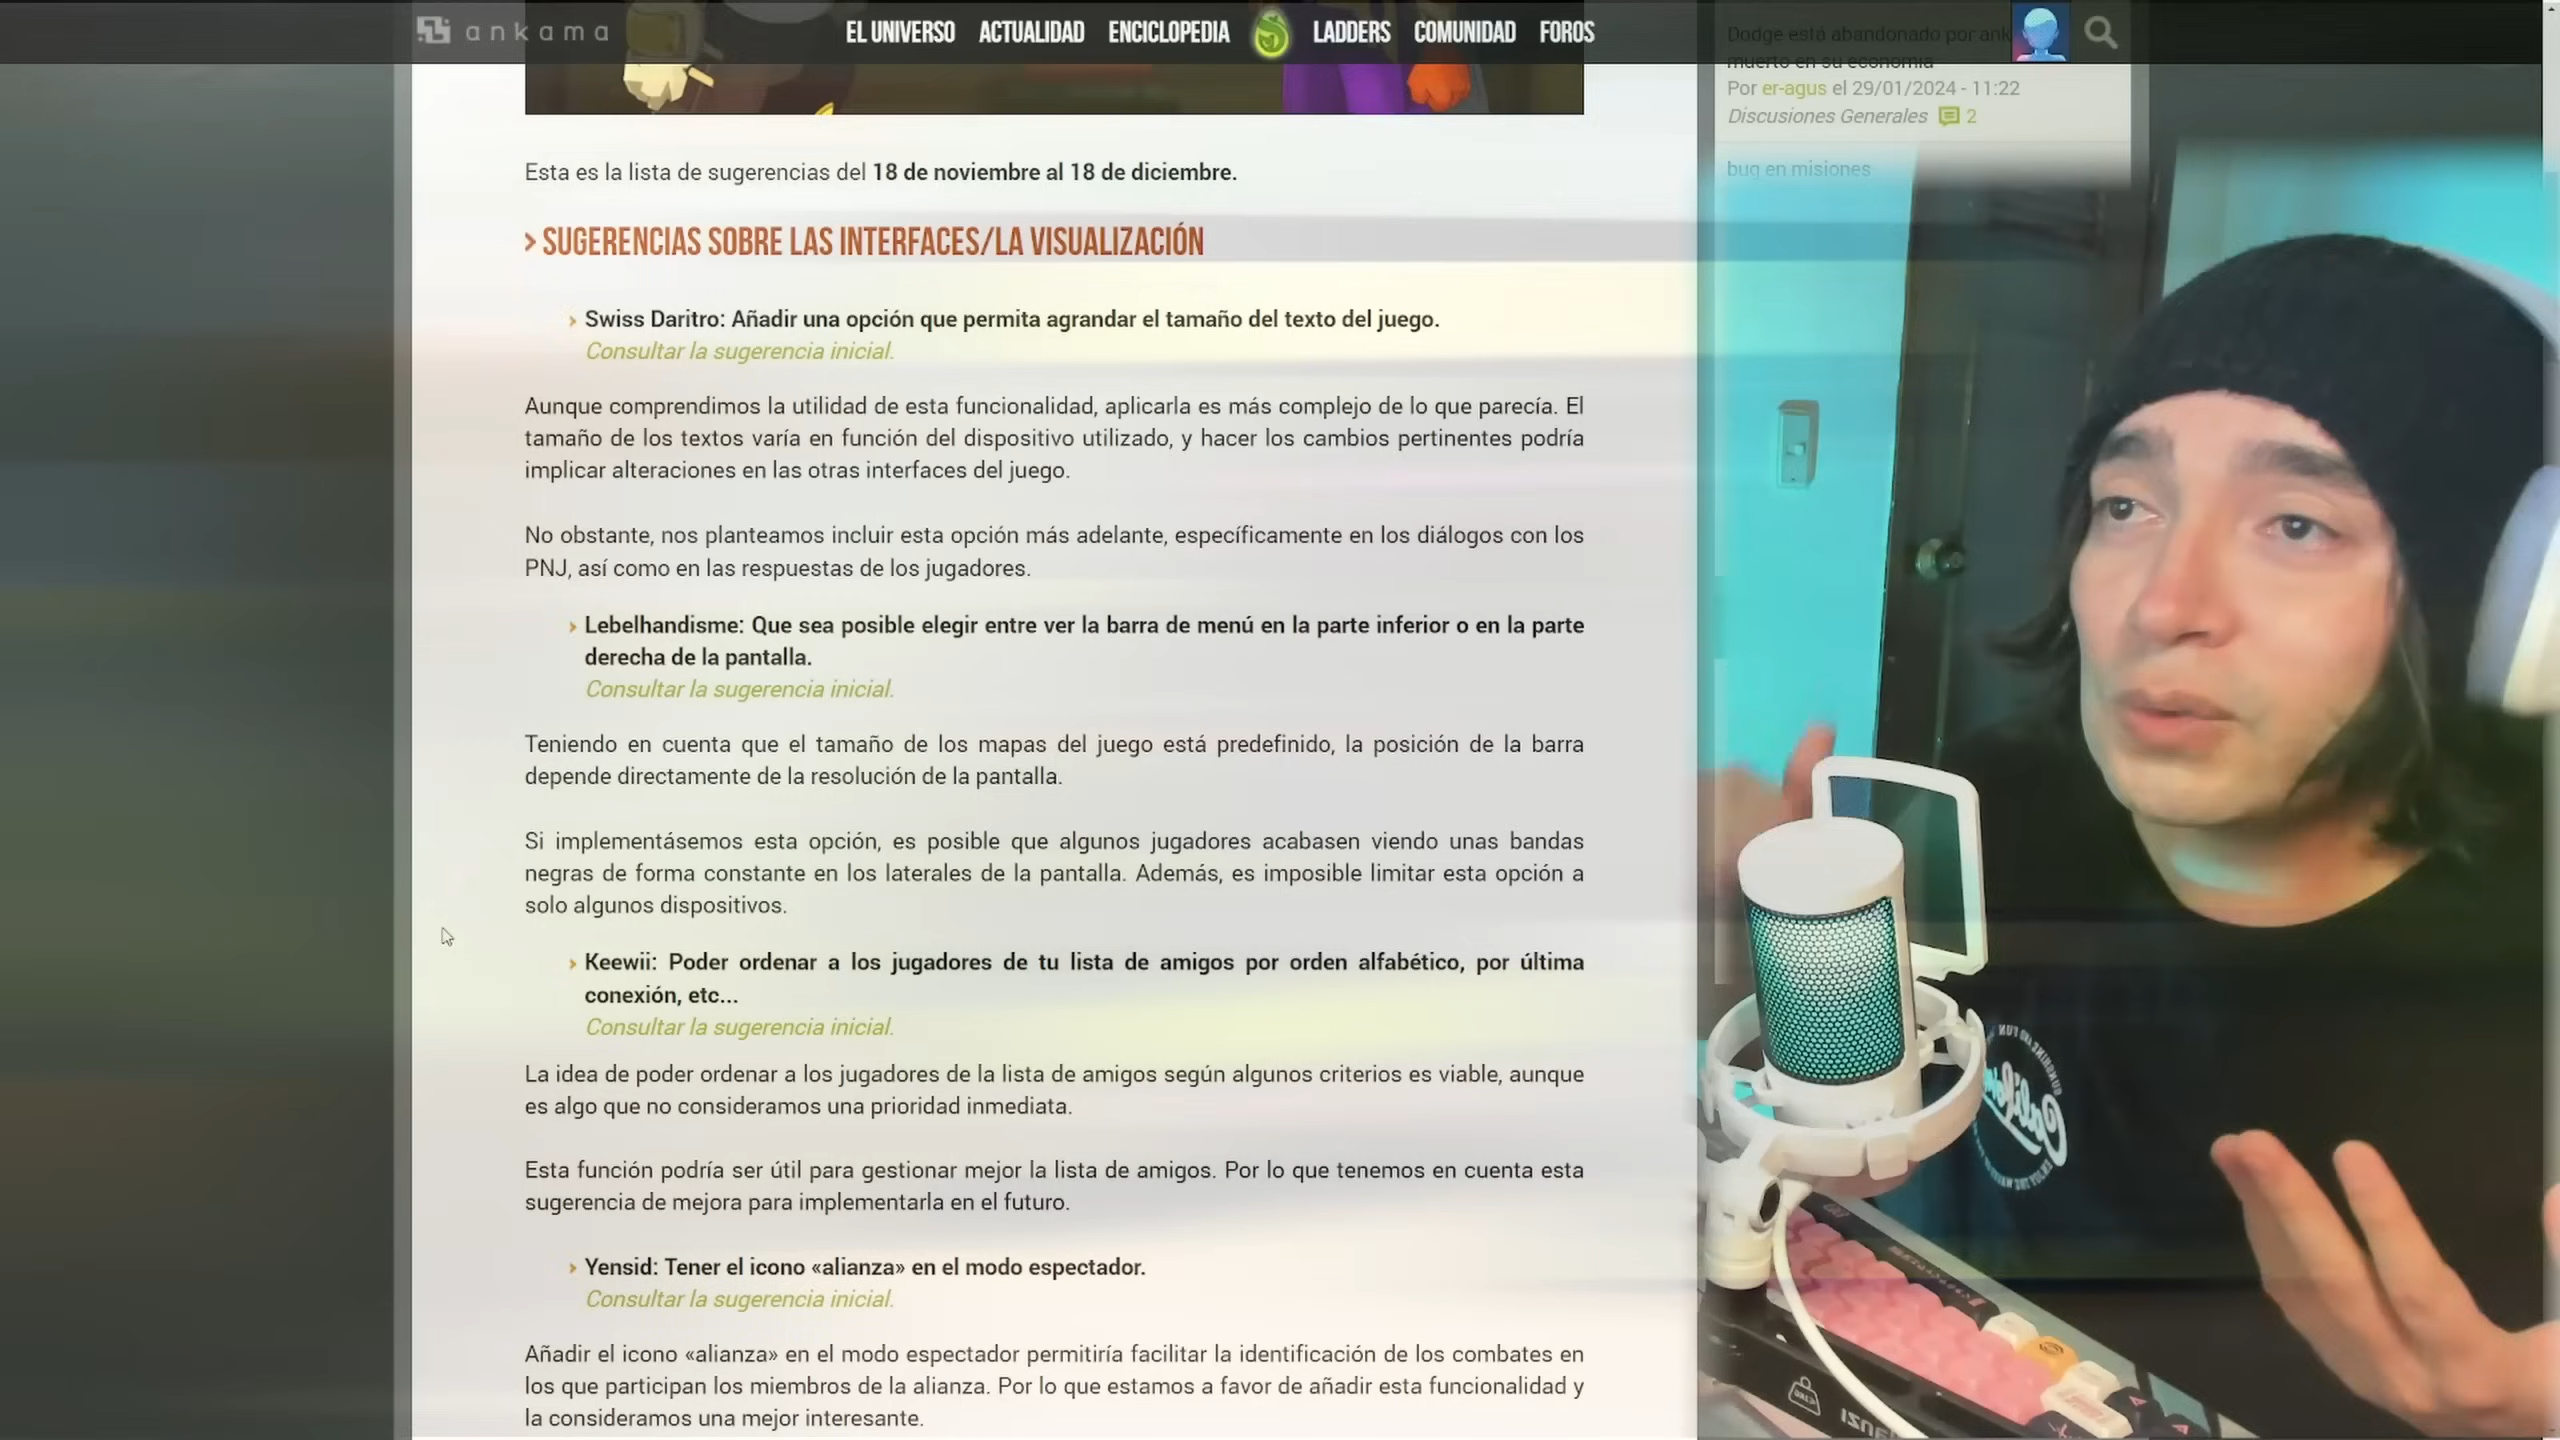 ankama
EL UNIVERSO ACTUALIDAD ENCICLOPEDIA LADDERS COMUNIDAD FOROS
Dodge está abandonado por ank
muerto en su economia
Por er-agus el 29/01/2024 - 11:22
Discusiones Generales 2
bug en misiones
Esta es la lista de sugerencias del 18 de noviembre al 18 de diciembre.
> SUGERENCIAS SOBRE LAS INTERFACES/LA VISUALIZACIÓN
› Swiss Daritro: Añadir una opción que permita agrandar el tamaño del texto del juego.
Consultar la sugerencia inicial.
Aunque comprendimos la utilidad de esta funcionalidad, aplicarla es más complejo de lo que parecía. El
tamaño de los textos varía en función del dispositivo utilizado, y hacer los cambios pertinentes podría
implicar alteraciones en las otras interfaces del juego.
No obstante, nos planteamos incluir esta opción más adelante, específicamente en los diálogos con los
PNJ, así como en las respuestas de los jugadores.
› Lebelhandisme: Que sea posible elegir entre ver la barra de menú en la parte inferior o en la parte
derecha de la pantalla.
Consultar la sugerencia inicial.
Teniendo en cuenta que el tamaño de los mapas del juego está predefinido, la posición de la barra
depende directamente de la resolución de la pantalla.
Si implementásemos esta opción, es posible que algunos jugadores acabasen viendo unas bandas
negras de forma constante en los laterales de la pantalla. Además, es imposible limitar esta opción a
solo algunos dispositivos.
› Keewii: Poder ordenar a los jugadores de tu lista de amigos por orden alfabético, por última
conexión, etc...
Consultar la sugerencia inicial.
La idea de poder ordenar a los jugadores de la lista de amigos según algunos criterios es viable, aunque
es algo que no consideramos una prioridad inmediata.
Esta función podría ser útil para gestionar mejor la lista de amigos. Por lo que tenemos en cuenta esta
sugerencia de mejora para implementarla en el futuro.
› Yensid: Tener el icono «alianza» en el modo espectador.
Consultar la sugerencia inicial.
Añadir el icono «alianza» en el modo espectador permitiría facilitar la identificación de los combates en
los que participan los miembros de la alianza. Por lo que estamos a favor de añadir esta funcionalidad y
la consideramos una mejor interesante.